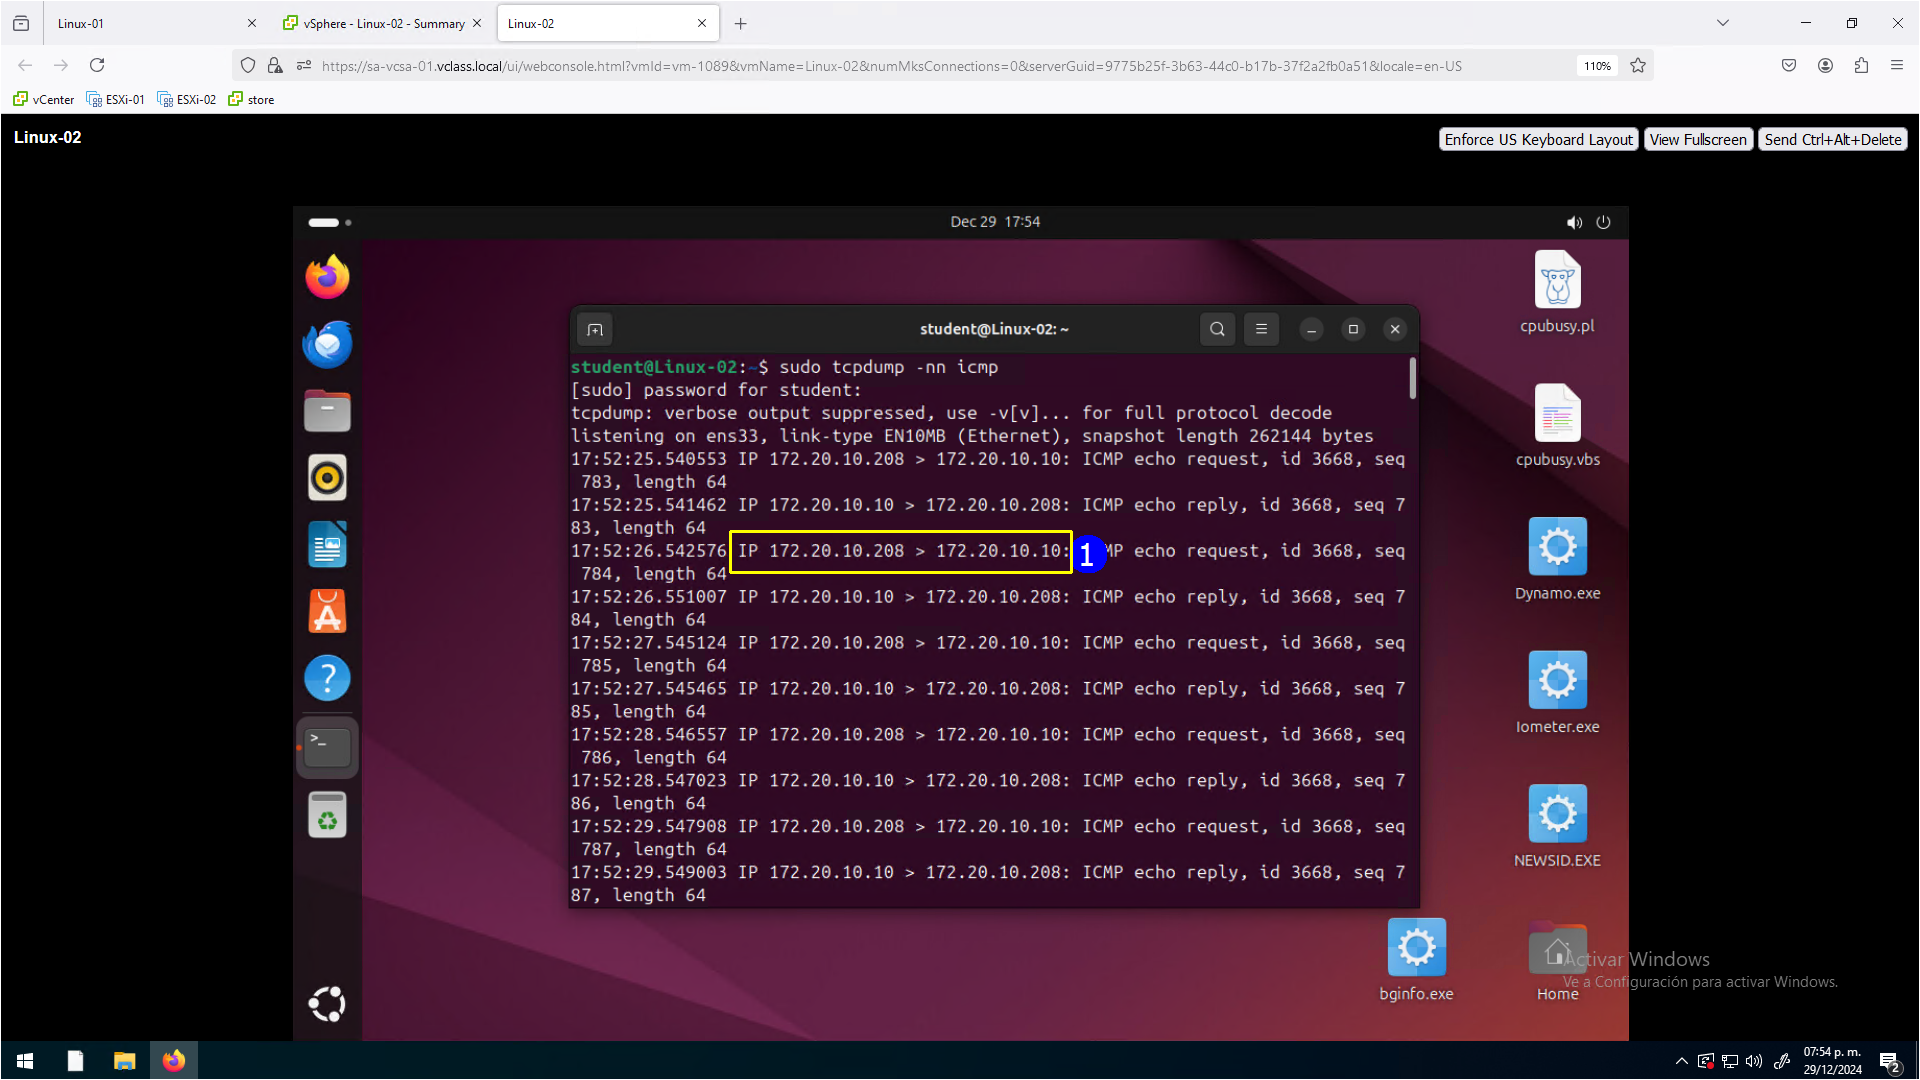 Linux-01
vSphere - Linux-02 - Summary
Linux-02
https://sa-vcsa-01.vclass.local/ui/webconsole.html?vmId=vm-1089&vmName=Linux-02&numMksConnections=0&serverGuid=9775b25f-3b63-44c0-b17b-37f2a2fb0a51&locale=en-US
110%
vCenter
ESXi-01
ESXi-02
store
Linux-02
Enforce US Keyboard Layout
View Fullscreen
Send Ctrl+Alt+Delete
Dec 29 17:54
student@Linux-02: ~
student@Linux-02:~$ sudo tcpdump -nn icmp
[sudo] password for student:
tcpdump: verbose output suppressed, use -v[v]... for full protocol decode
listening on ens33, link-type EN10MB (Ethernet), snapshot length 262144 bytes
17:52:25.540553 IP 172.20.10.208 > 172.20.10.10: ICMP echo request, id 3668, seq
783, length 64
17:52:25.541462 IP 172.20.10.10 > 172.20.10.208: ICMP echo reply, id 3668, seq 7
83, length 64
17:52:26.542576 IP 172.20.10.208 > 172.20.10.10: 1 MP echo request, id 3668, seq
784, length 64
17:52:26.551007 IP 172.20.10.10 > 172.20.10.208: ICMP echo reply, id 3668, seq 7
84, length 64
17:52:27.545124 IP 172.20.10.208 > 172.20.10.10: ICMP echo request, id 3668, seq
785, length 64
17:52:27.545465 IP 172.20.10.10 > 172.20.10.208: ICMP echo reply, id 3668, seq 7
85, length 64
17:52:28.546557 IP 172.20.10.208 > 172.20.10.10: ICMP echo request, id 3668, seq
786, length 64
17:52:28.547023 IP 172.20.10.10 > 172.20.10.208: ICMP echo reply, id 3668, seq 7
86, length 64
17:52:29.547908 IP 172.20.10.208 > 172.20.10.10: ICMP echo request, id 3668, seq
787, length 64
17:52:29.549003 IP 172.20.10.10 > 172.20.10.208: ICMP echo reply, id 3668, seq 7
87, length 64
cpubusy.pl
cpubusy.vbs
Dynamo.exe
Iometer.exe
NEWSID.EXE
bginfo.exe
Home
Activar Windows
Ve a Configuración para activar Windows.
07:54 p. m.
29/12/2024
2